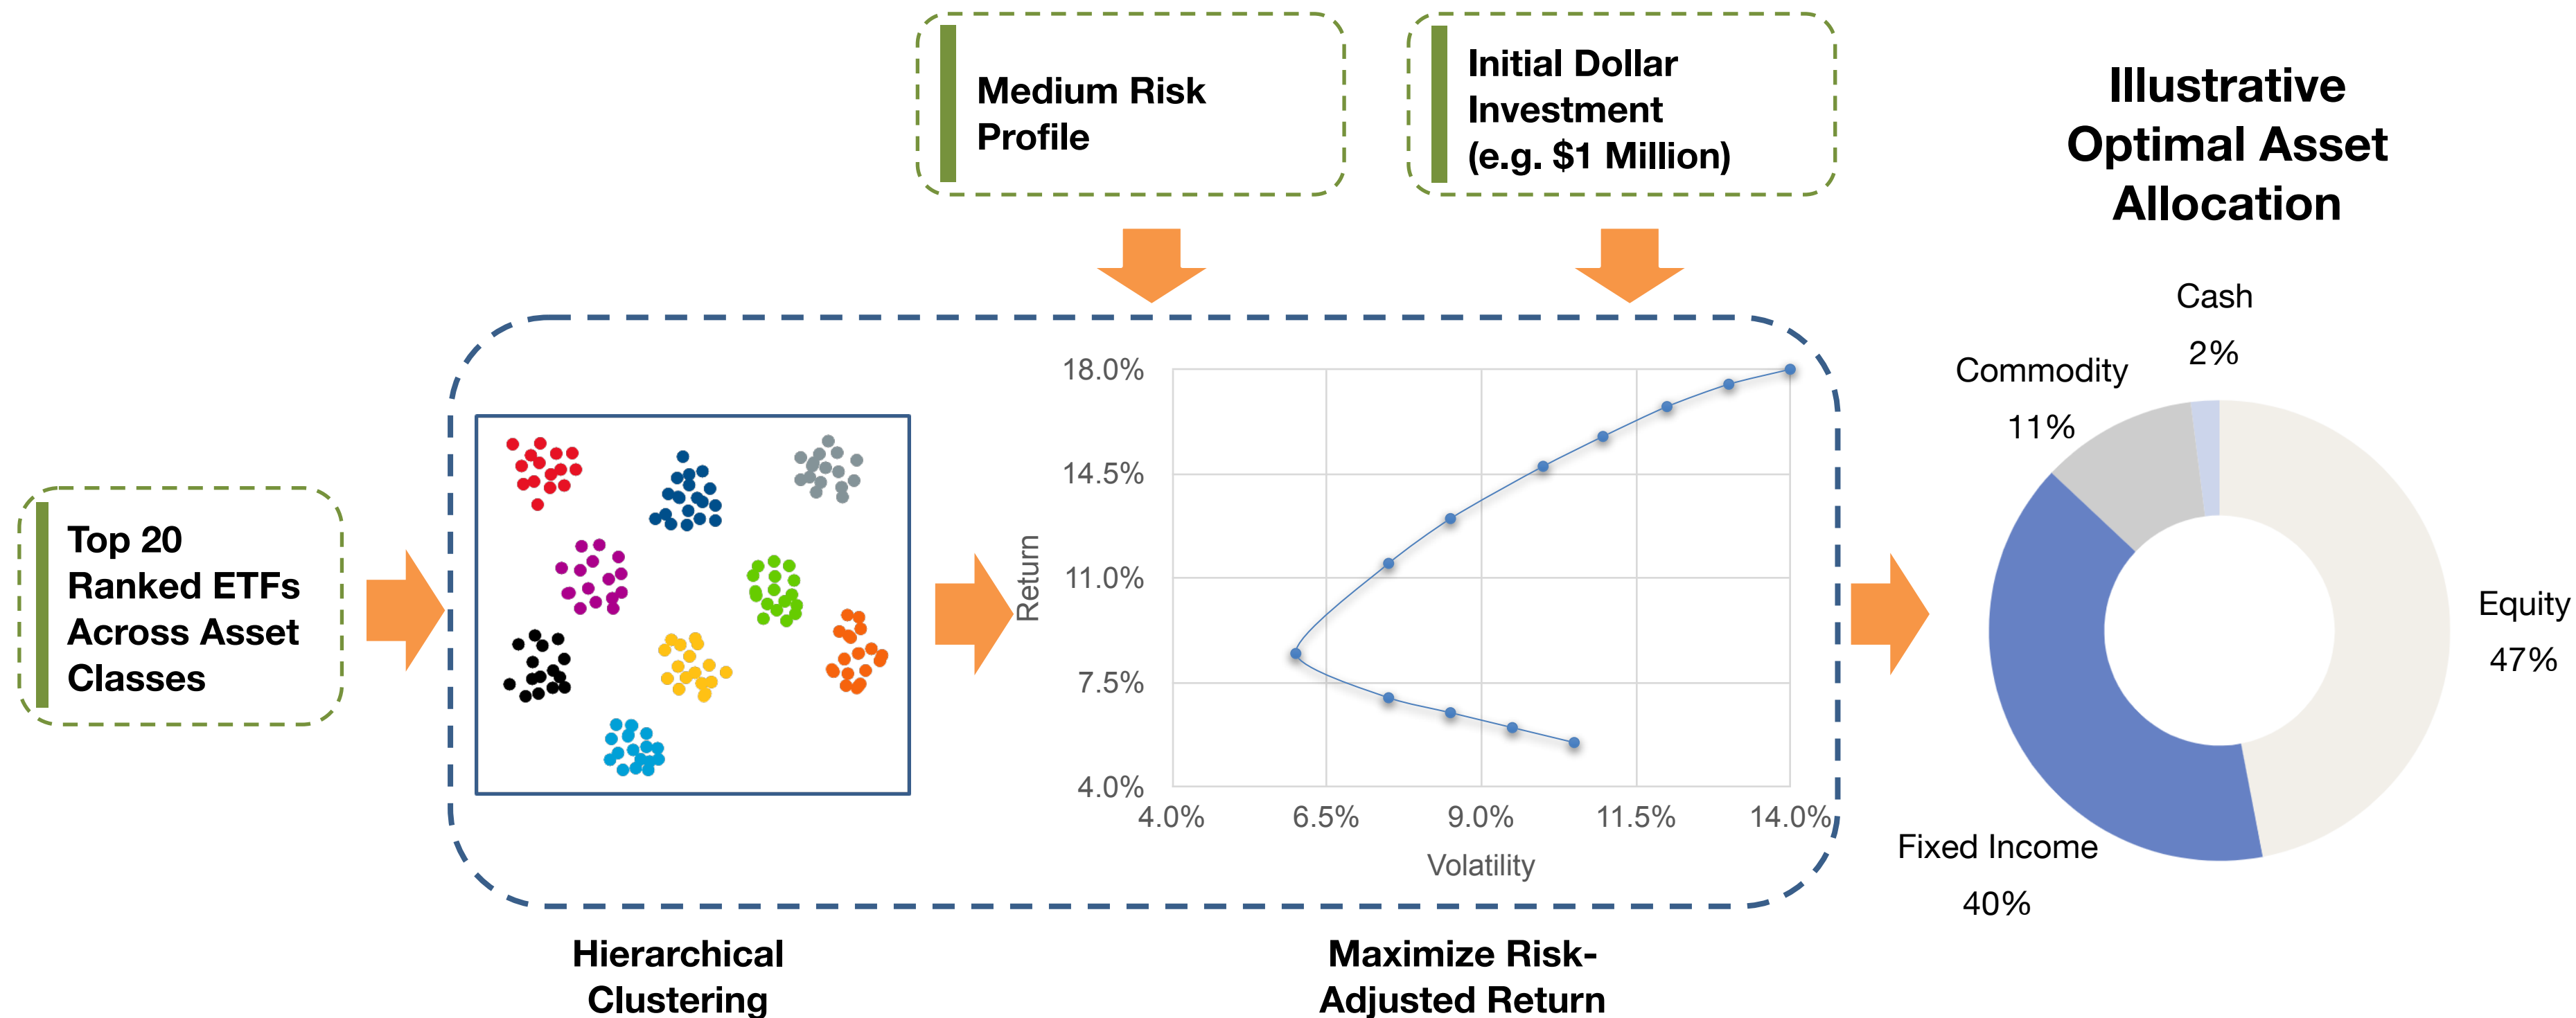 Medium Risk
Profile
Initial Dollar
Investment
(e.g. $1 Million)
Illustrative
Optimal Asset
Allocation
Top 20
Ranked ETFs
Across Asset
Classes
Return
18.0%
14.5%
11.0%
7.5%
4.0%
4.0%
6.5%
9.0%
11.5%
14.0%
Volatility
Cash
2%
Commodity
11%
Equity
47%
Fixed Income
40%
Hierarchical
Clustering
Maximize Risk-
Adjusted Return